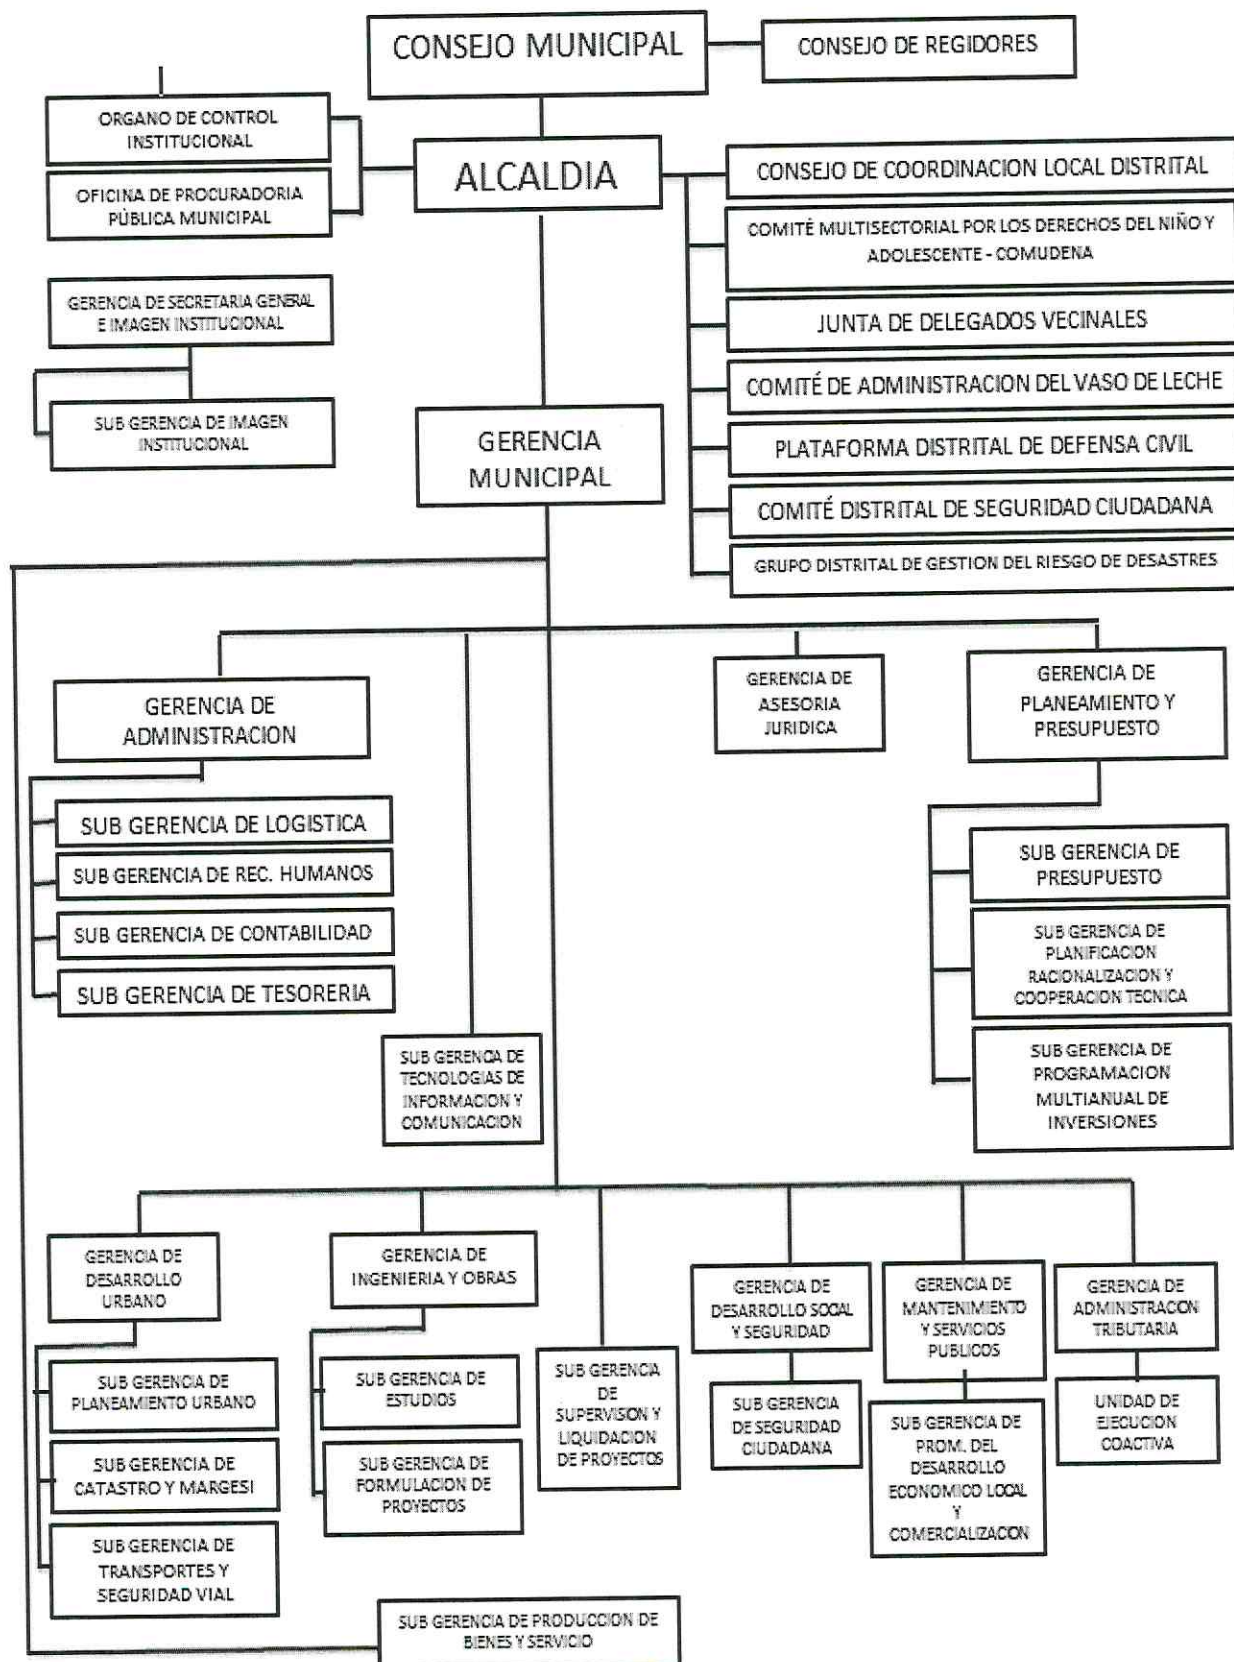 CONSEJO MUNICIPAL
CONSEJO DE REGIDORES
ORGANO DE CONTROL
INSTITUCIONAL
OFICINA DE PROCURADORIA
PÚBLICA MUNICIPAL
ALCALDIA
CONSEJO DE COORDINACION LOCAL DISTRITAL
COMITÉ MULTISECTORIAL POR LOS DERECHOS DEL NIÑO Y
ADOLESCENTE - COMUDENA
JUNTA DE DELEGADOS VECINALES
COMITÉ DE ADMINISTRACION DEL VASO DE LECHE
PLATAFORMA DISTRITAL DE DEFENSA CIVIL
COMITÉ DISTRITAL DE SEGURIDAD CIUDADANA
GRUPO DISTRITAL DE GESTION DEL RIESGO DE DESASTRES
GERENCIA DE SECRETARIA GENERAL
E IMAGEN INSTITUCIONAL
SUB GERENCIA DE IMAGEN
INSTITUCIONAL
GERENCIA
MUNICIPAL
GERENCIA DE
ADMINISTRACION
SUB GERENCIA DE LOGISTICA
SUB GERENCIA DE REC. HUMANOS
SUB GERENCIA DE CONTABILIDAD
SUB GERENCIA DE TESORERIA
SUB GERENCIA DE
TECNOLOGIAS DE
INFORMACION Y
COMUNICACION
GERENCIA DE
ASESORIA
JURIDICA
GERENCIA DE
PLANEAMIENTO Y
PRESUPUESTO
SUB GERENCIA DE
PRESUPUESTO
SUB GERENCIA DE
PLANIFICACION
RACIONALIZACION Y
COOPERACION TECNICA
SUB GERENCIA DE
PROGRAMACION
MULTIANUAL DE
INVERSIONES
GERENCIA DE
DESARROLLO
URBANO
SUB GERENCIA DE
PLANEAMIENTO URBANO
SUB GERENCIA DE
CATASTRO Y MARGESI
SUB GERENCIA DE
TRANSPORTES Y
SEGURIDAD VIAL
GERENCIA DE
INGENIERIA Y OBRAS
SUB GERENCIA DE
ESTUDIOS
SUB GERENCIA DE
FORMULACION DE
PROYECTOS
SUB GERENCIA
DE
SUPERVISION Y
LIQUIDACION
DE PROYECTOS
GERENCIA DE
DESARROLLO SOCIAL
Y SEGURIDAD
SUB GERENCIA
DE SEGURIDAD
CIUDADANA
GERENCIA DE
MANTENIMIENTO
Y SERVICIOS
PUBLICOS
SUB GERENCIA DE
PROM. DEL
DESARROLLO
ECONOMICO LOCAL
Y
COMERCIALIZACION
GERENCIA DE
ADMINISTRACON
TRIBUTARIA
UNIDAD DE
EJECUCION
COACTIVA
SUB GERENCIA DE PRODUCCION DE
BIENES Y SERVICIO